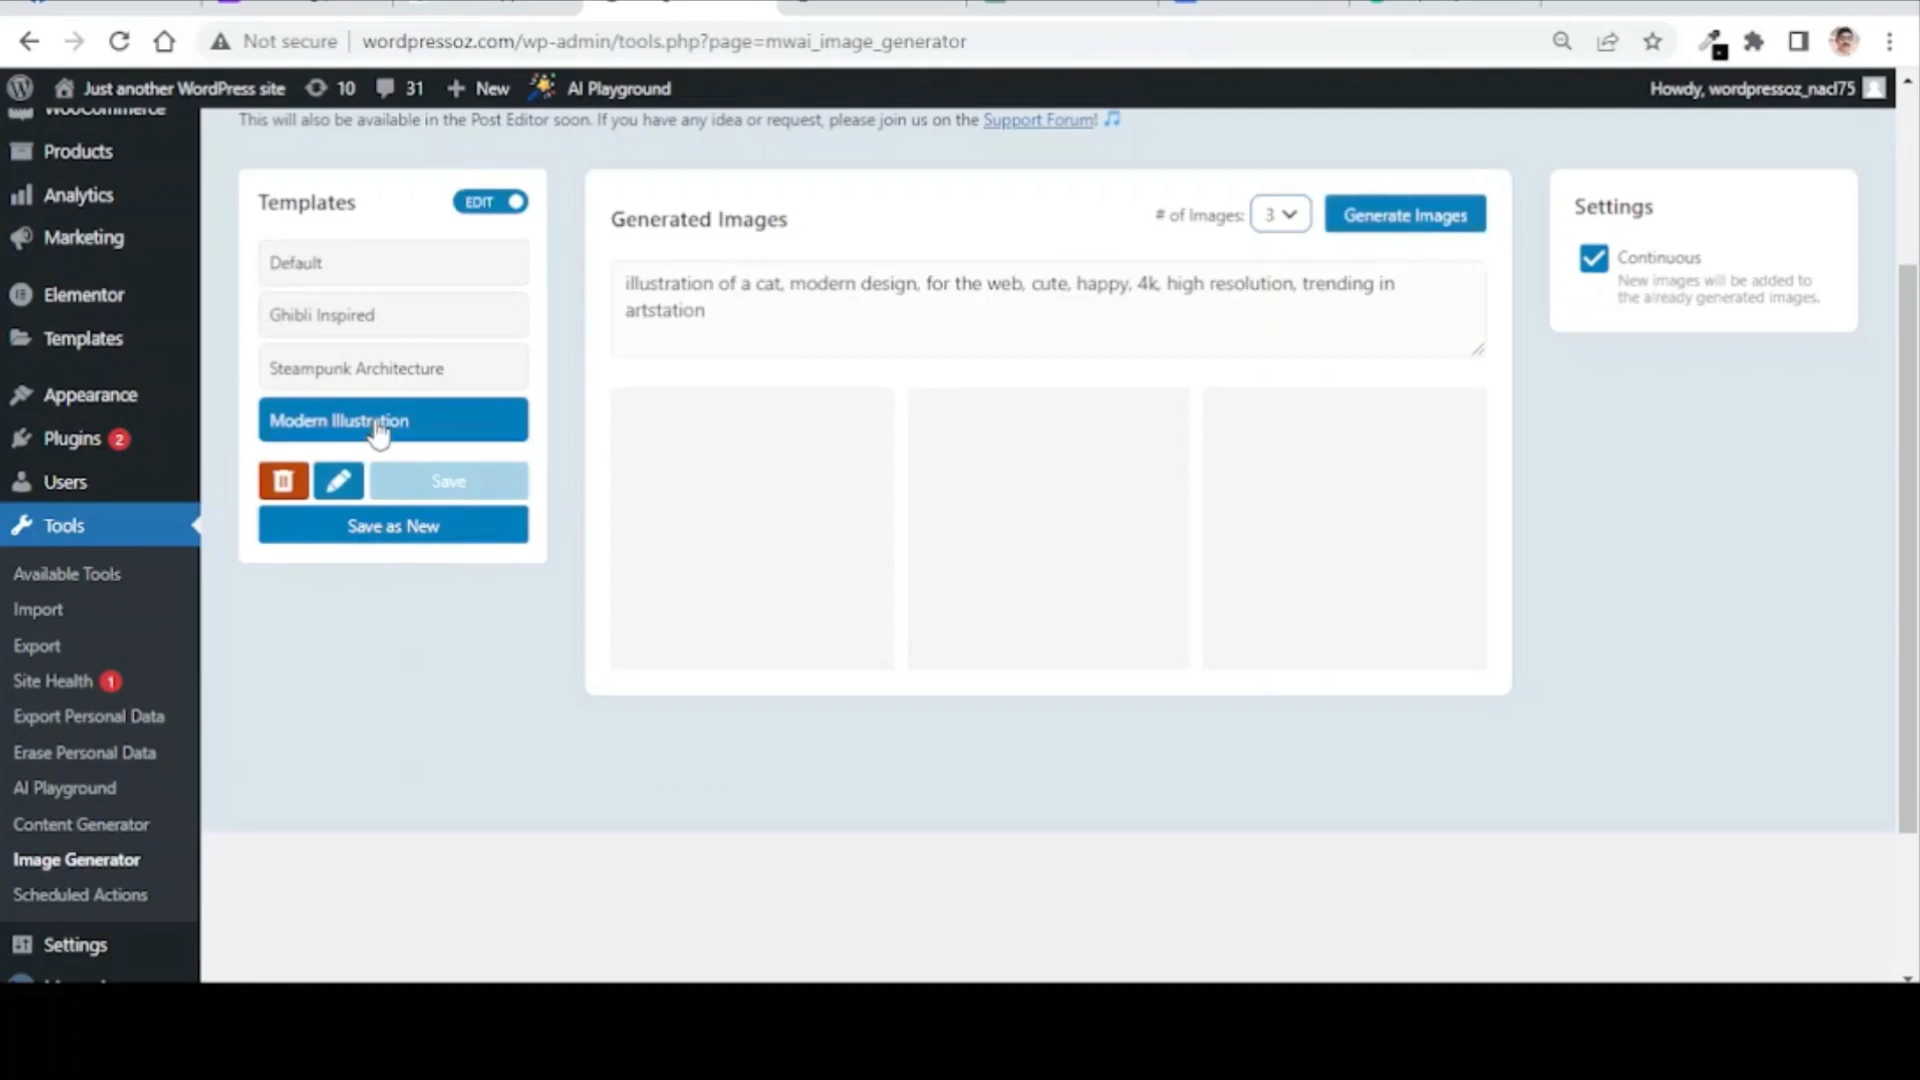 Not secure
wordpressoz.com/wp-admin/tools.php?page=mwai_image_generator
Just another WordPress site
10
31
New
AI Playground
Howdy, wordpressoz_nacl75
WooCommerce
Products
Analytics
Marketing
Elementor
Templates
Appearance
Plugins 2
Users
Tools
Available Tools
Import
Export
Site Health 1
Export Personal Data
Erase Personal Data
AI Playground
Content Generator
Image Generator
Scheduled Actions
Settings
This will also be available in the Post Editor soon. If you have any idea or request, please join us on the Support Forum! 🎵
Templates
EDIT
Default
Ghibli Inspired
Steampunk Architecture
Modern Illustration
Save
Save as New
Generated Images
# of Images:
3
Generate Images
illustration of a cat, modern design, for the web, cute, happy, 4k, high resolution, trending in
artstation
Settings
Continuous
New images will be added to
the already generated images.